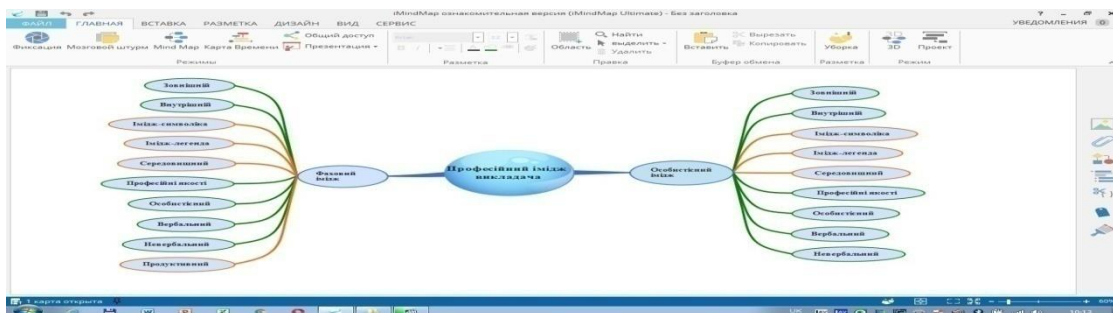 iMindMap ознакомительная версия (iMindMap Ultimate) - Без заголовка
ФАЙЛ ГЛАВНАЯ ВСТАВКА РАЗМЕТКА ДИЗАЙН ВИД СЕРВИС УВЕДОМЛЕНИЯ
Фиксация Мозговой штурм Mind Map Карта Времени
Общий доступ
Презентация
Режимы
Разметка
Область
Найти
выделить
Удалить
Правка
Вставить
Вырезать
Копировать
Буфер обмена
Уборка
Разметка
3D Проект
Режим
Зовнішній
Внутрішній
Імідж-символіка
Імідж-легенда
Середовищний
Професійні якості
Особистісний
Вербальний
Невербальний
Продуктивний
Фаховий
імідж
Професійний імідж
викладача
Особистісний
імідж
Зовнішній
Внутрішній
Імідж-символіка
Імідж-легенда
Середовищний
Професійні якості
Особистісний
Вербальний
Невербальний
1 карта открыта
60%
UK
10:12